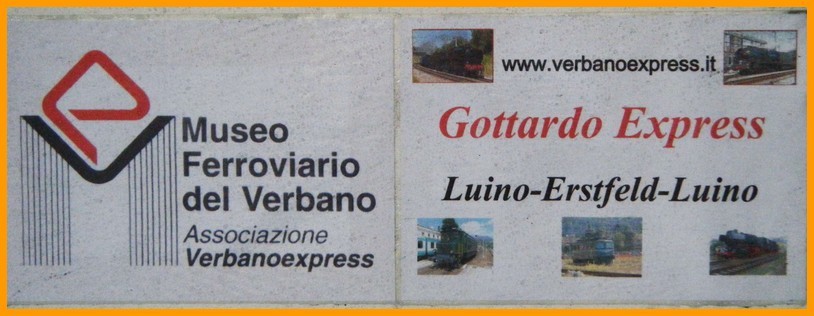 Museo
Ferroviario
del Verbano
Associazione
Verbanoexpress
www.verbanoexpress.it
Gottardo Express
Luino-Erstfeld-Luino